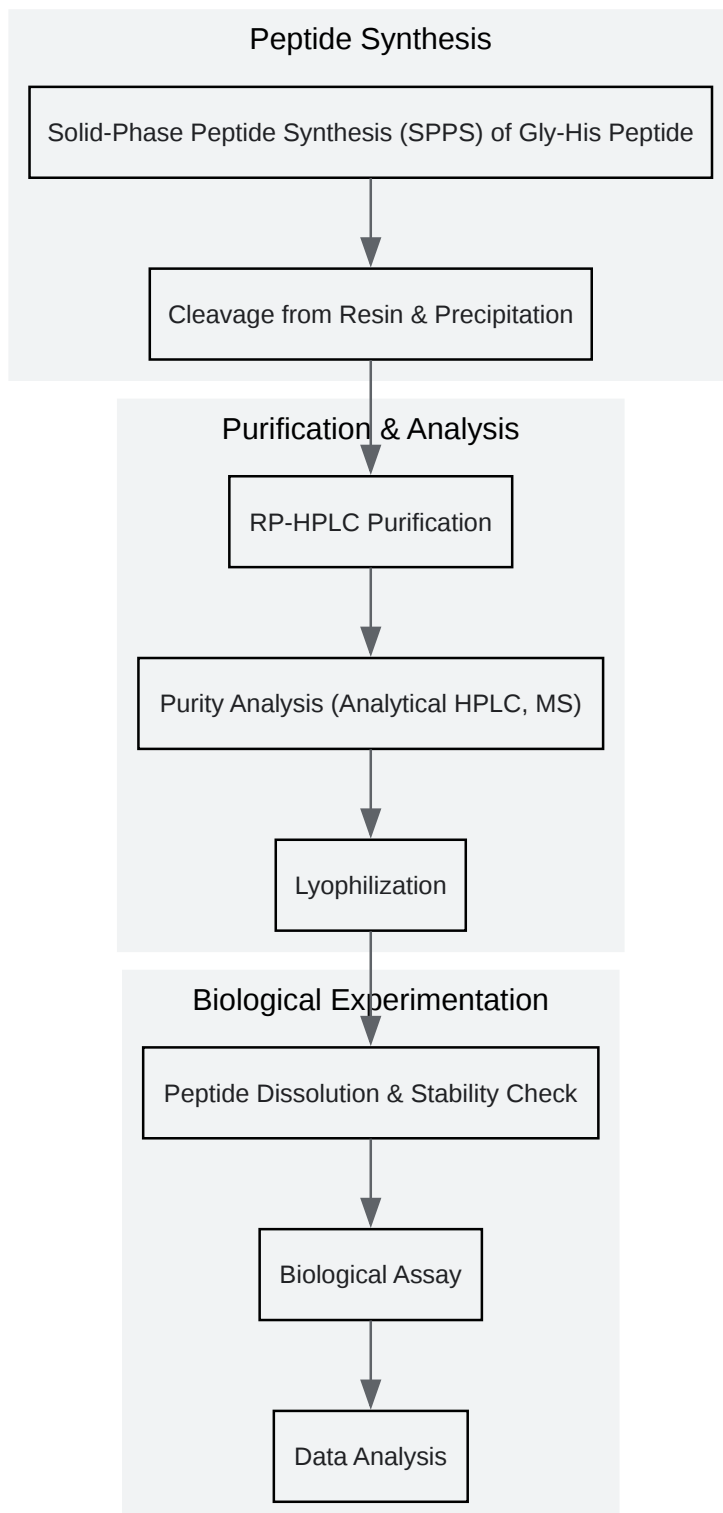 Peptide Synthesis
Solid-Phase Peptide Synthesis (SPPS) of Gly-His Peptide
Cleavage from Resin & Precipitation
Purification & Analysis
RP-HPLC Purification
Purity Analysis (Analytical HPLC, MS)
Lyophilization
Biological Experimentation
Peptide Dissolution & Stability Check
Biological Assay
Data Analysis